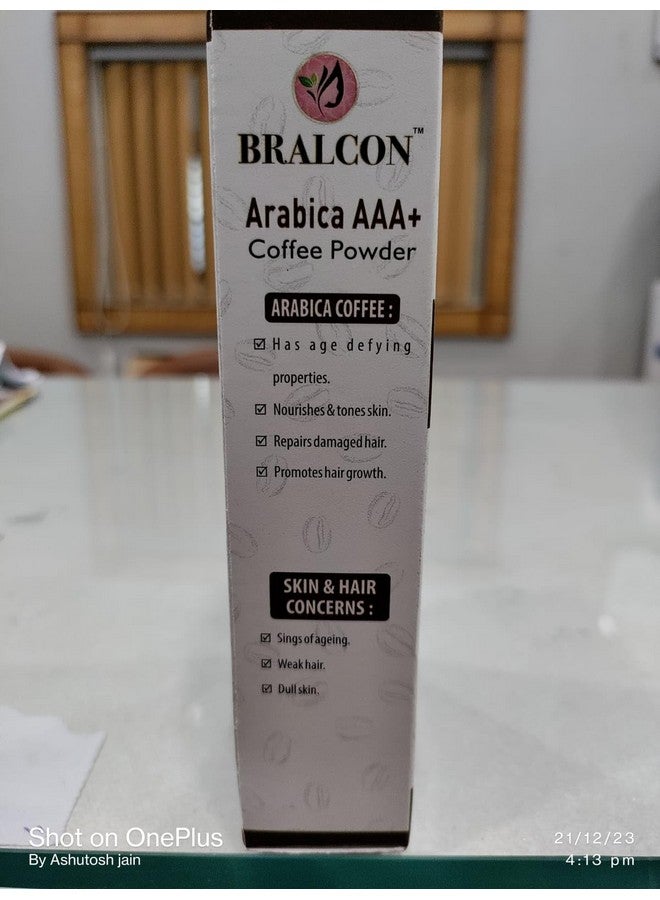 BRALCON™
Arabica AAA+
Coffee Powder
ARABICA COFFEE :
☑ Has age defying
properties.
☑ Nourishes & tones skin.
☑ Repairs damaged hair.
☑ Promotes hair growth.
SKIN & HAIR
CONCERNS :
☑ Sings of ageing.
☑ Weak hair.
☑ Dull skin.
Shot on OnePlus
By Ashutosh jain
21/12/23
4:13 pm